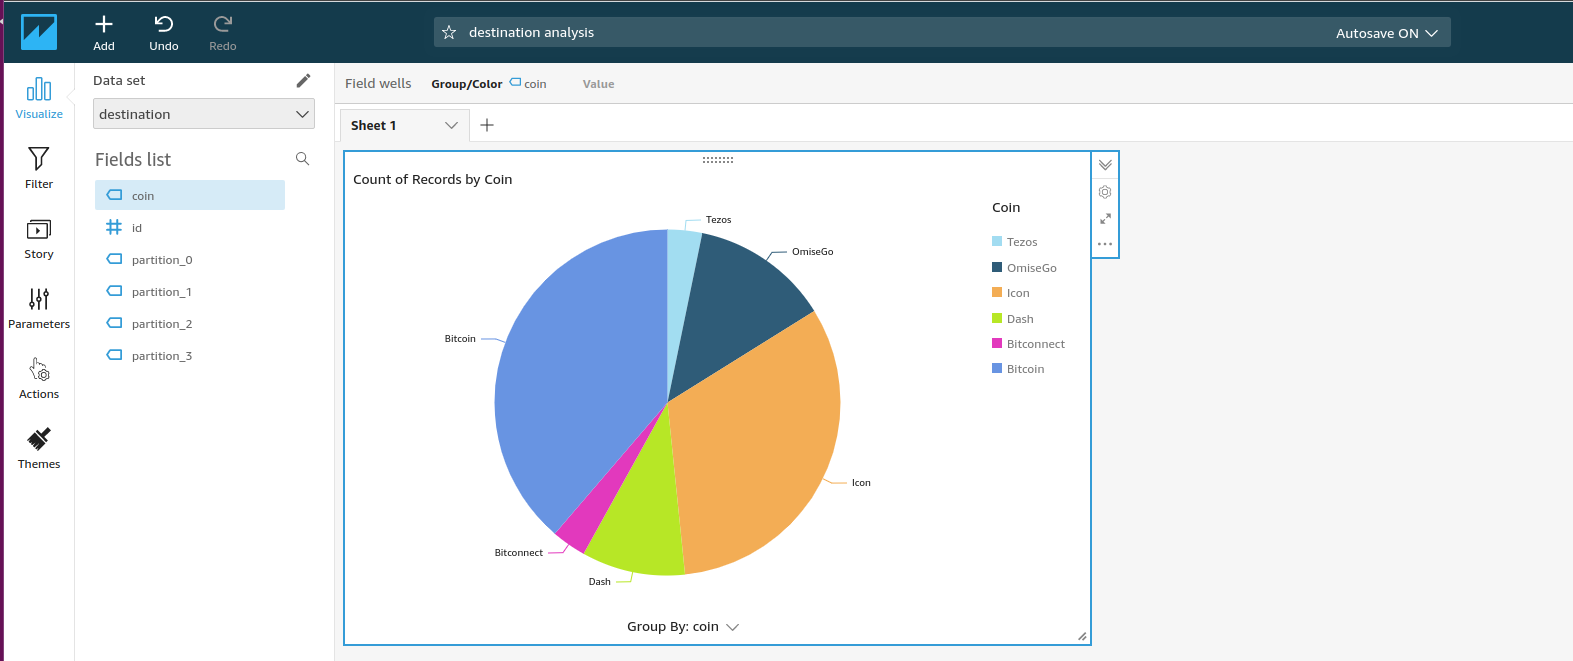 Add
Undo
Redo
destination analysis
Autosave ON
Visualize
Filter
Story
Parameters
Actions
Themes
Data set
destination
Fields list
coin
id
partition_0
partition_1
partition_2
partition_3
Field wells Group/Color coin Value
Sheet 1
Count of Records by Coin
Tezos
OmiseGo
Bitcoin
Icon
Bitconnect
Dash
Group By: coin
Coin
Tezos
OmiseGo
Icon
Dash
Bitconnect
Bitcoin